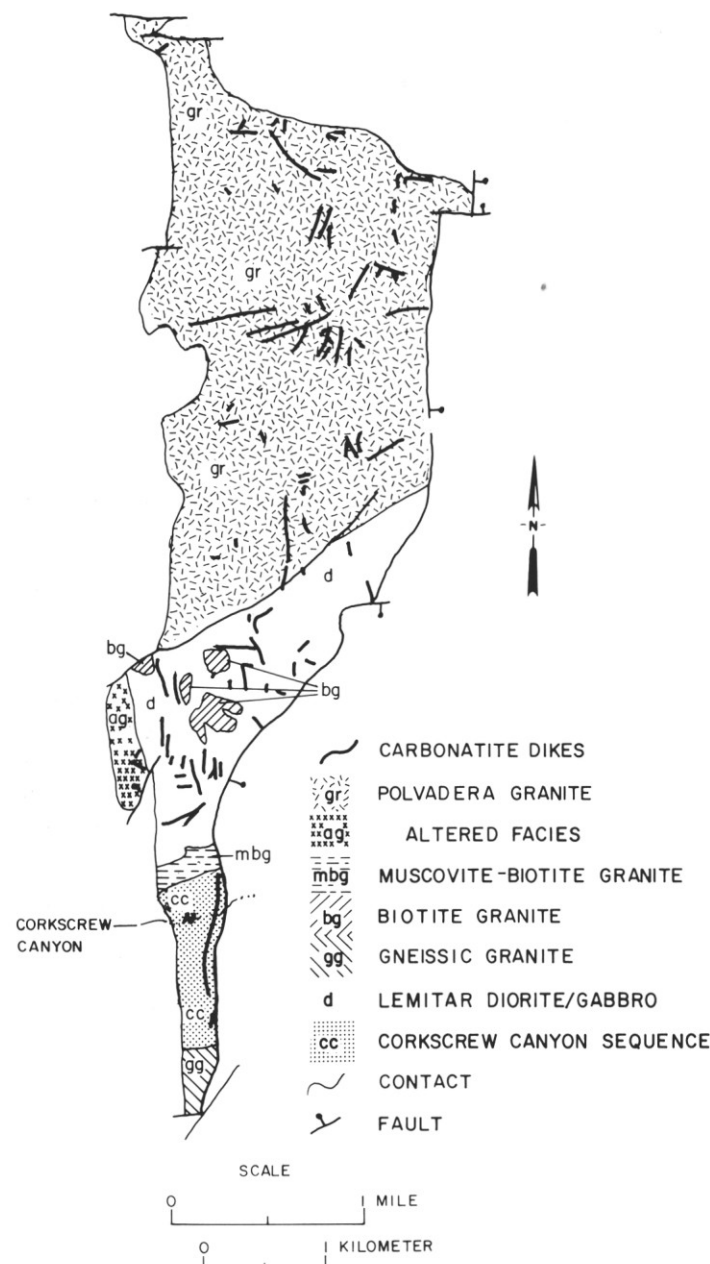 gr
gr
gr
d
bg
bg
ag
d
mbg
cc
CORKSCREW
CANYON
cc
gg
N
CARBONATITE DIKES
gr POLVADERA GRANITE
ag ALTERED FACIES
mbg MUSCOVITE-BIOTITE GRANITE
bg BIOTITE GRANITE
gg GNEISSIC GRANITE
d LEMITAR DIORITE/GABBRO
cc CORKSCREW CANYON SEQUENCE
CONTACT
FAULT
SCALE
0 1 MILE
0 1 KILOMETER